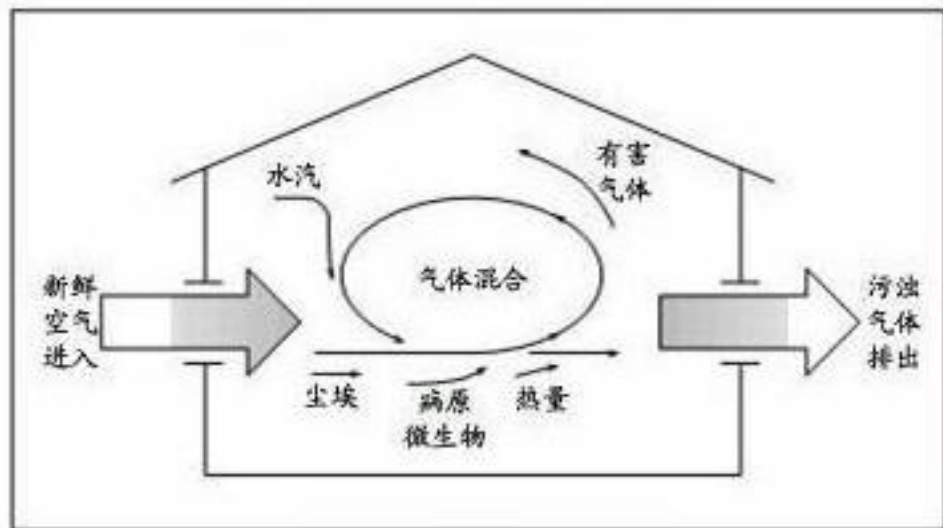 水汽
有害
气体
气体混合
新鲜
空气
进入
污浊
气体
排出
尘埃
病原
微生物
热量